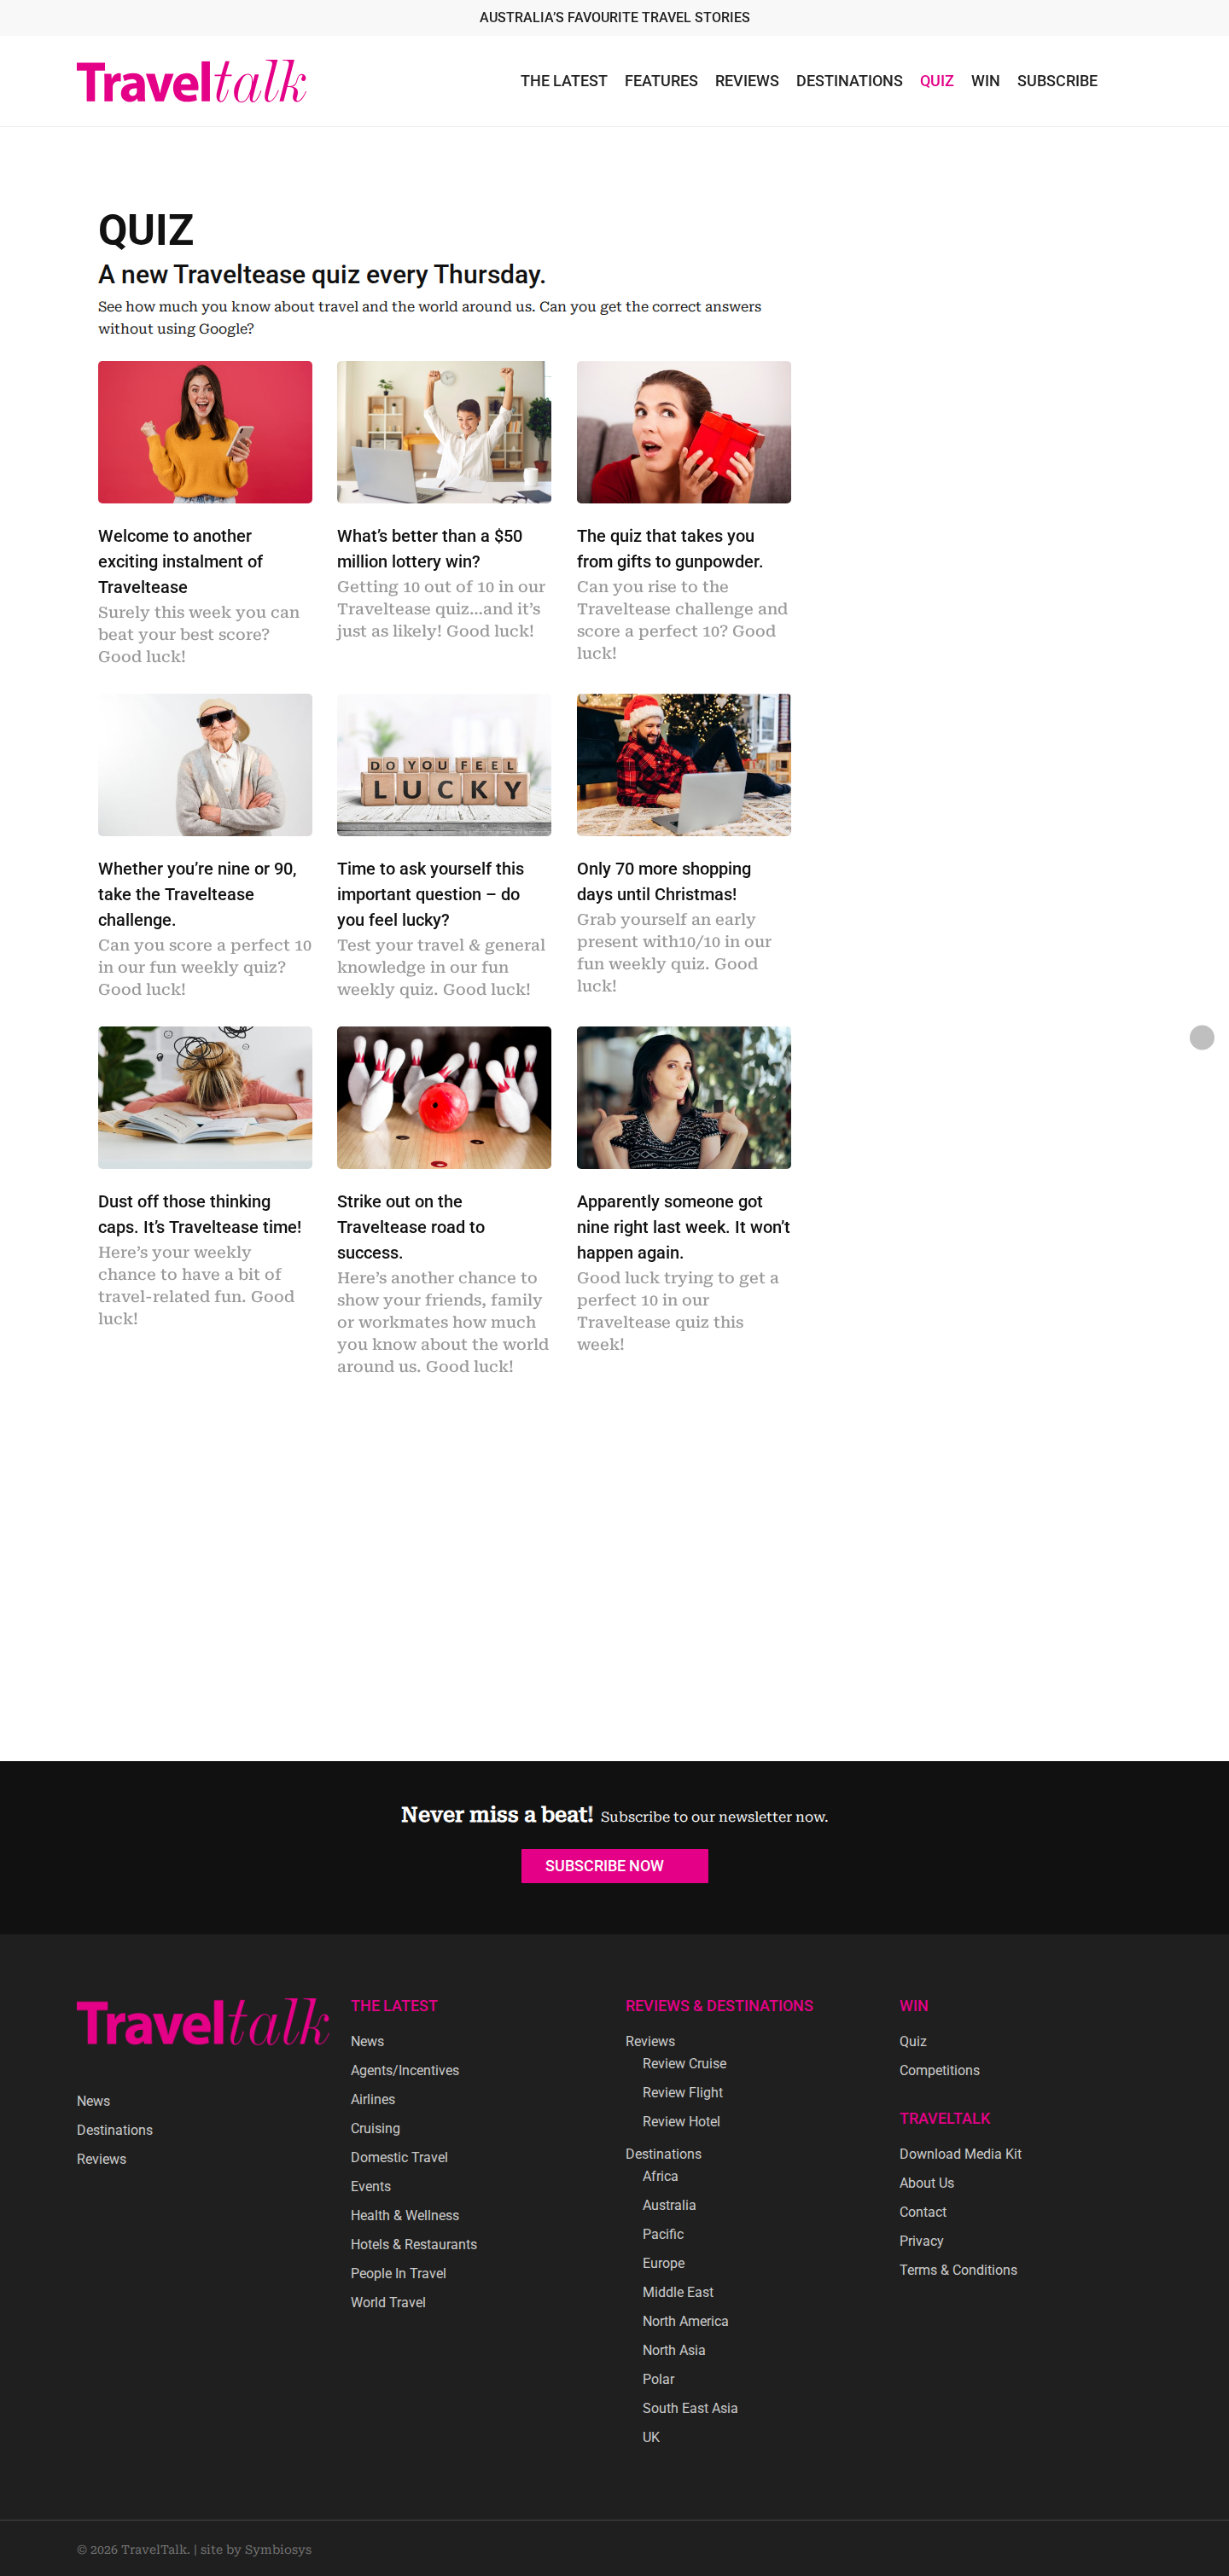 AUSTRALIA’S FAVOURITE TRAVEL STORIES
Traveltalk
THE LATEST FEATURES REVIEWS DESTINATIONS QUIZ WIN SUBSCRIBE
QUIZ
A new Traveltease quiz every Thursday.
See how much you know about travel and the world around us. Can you get the correct answers
without using Google?
Welcome to another
exciting instalment of
Traveltease
Surely this week you can
beat your best score?
Good luck!
What’s better than a $50
million lottery win?
Getting 10 out of 10 in our
Traveltease quiz…and it’s
just as likely! Good luck!
The quiz that takes you
from gifts to gunpowder.
Can you rise to the
Traveltease challenge and
score a perfect 10? Good
luck!
DO YOU FEEL
LUCKY
Whether you’re nine or 90,
take the Traveltease
challenge.
Can you score a perfect 10
in our fun weekly quiz?
Good luck!
Time to ask yourself this
important question – do
you feel lucky?
Test your travel & general
knowledge in our fun
weekly quiz. Good luck!
Only 70 more shopping
days until Christmas!
Grab yourself an early
present with10/10 in our
fun weekly quiz. Good
luck!
Dust off those thinking
caps. It’s Traveltease time!
Here’s your weekly
chance to have a bit of
travel-related fun. Good
luck!
Strike out on the
Traveltease road to
success.
Here’s another chance to
show your friends, family
or workmates how much
you know about the world
around us. Good luck!
Apparently someone got
nine right last week. It won’t
happen again.
Good luck trying to get a
perfect 10 in our
Traveltease quiz this
week!
Never miss a beat! Subscribe to our newsletter now.
SUBSCRIBE NOW
Traveltalk
News
Destinations
Reviews
THE LATEST
News
Agents/Incentives
Airlines
Cruising
Domestic Travel
Events
Health & Wellness
Hotels & Restaurants
People In Travel
World Travel
REVIEWS & DESTINATIONS
Reviews
Review Cruise
Review Flight
Review Hotel
Destinations
Africa
Australia
Pacific
Europe
Middle East
North America
North Asia
Polar
South East Asia
UK
WIN
Quiz
Competitions
TRAVELTALK
Download Media Kit
About Us
Contact
Privacy
Terms & Conditions
© 2026 TravelTalk. | site by Symbiosys